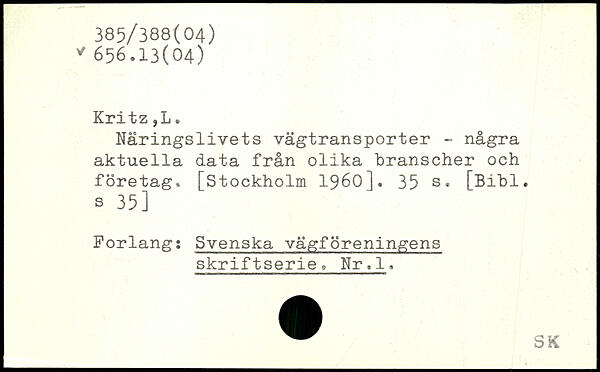 385/388(04)
v 656.13(04)
Kritz,L.
Näringslivets vägtransporter - några
aktuella data från olika branscher och
företag. [Stockholm 1960]. 35 s. [Bibl.
s 35]
Forlang: Svenska vägföreningens
skriftserie. Nr.1.
SK